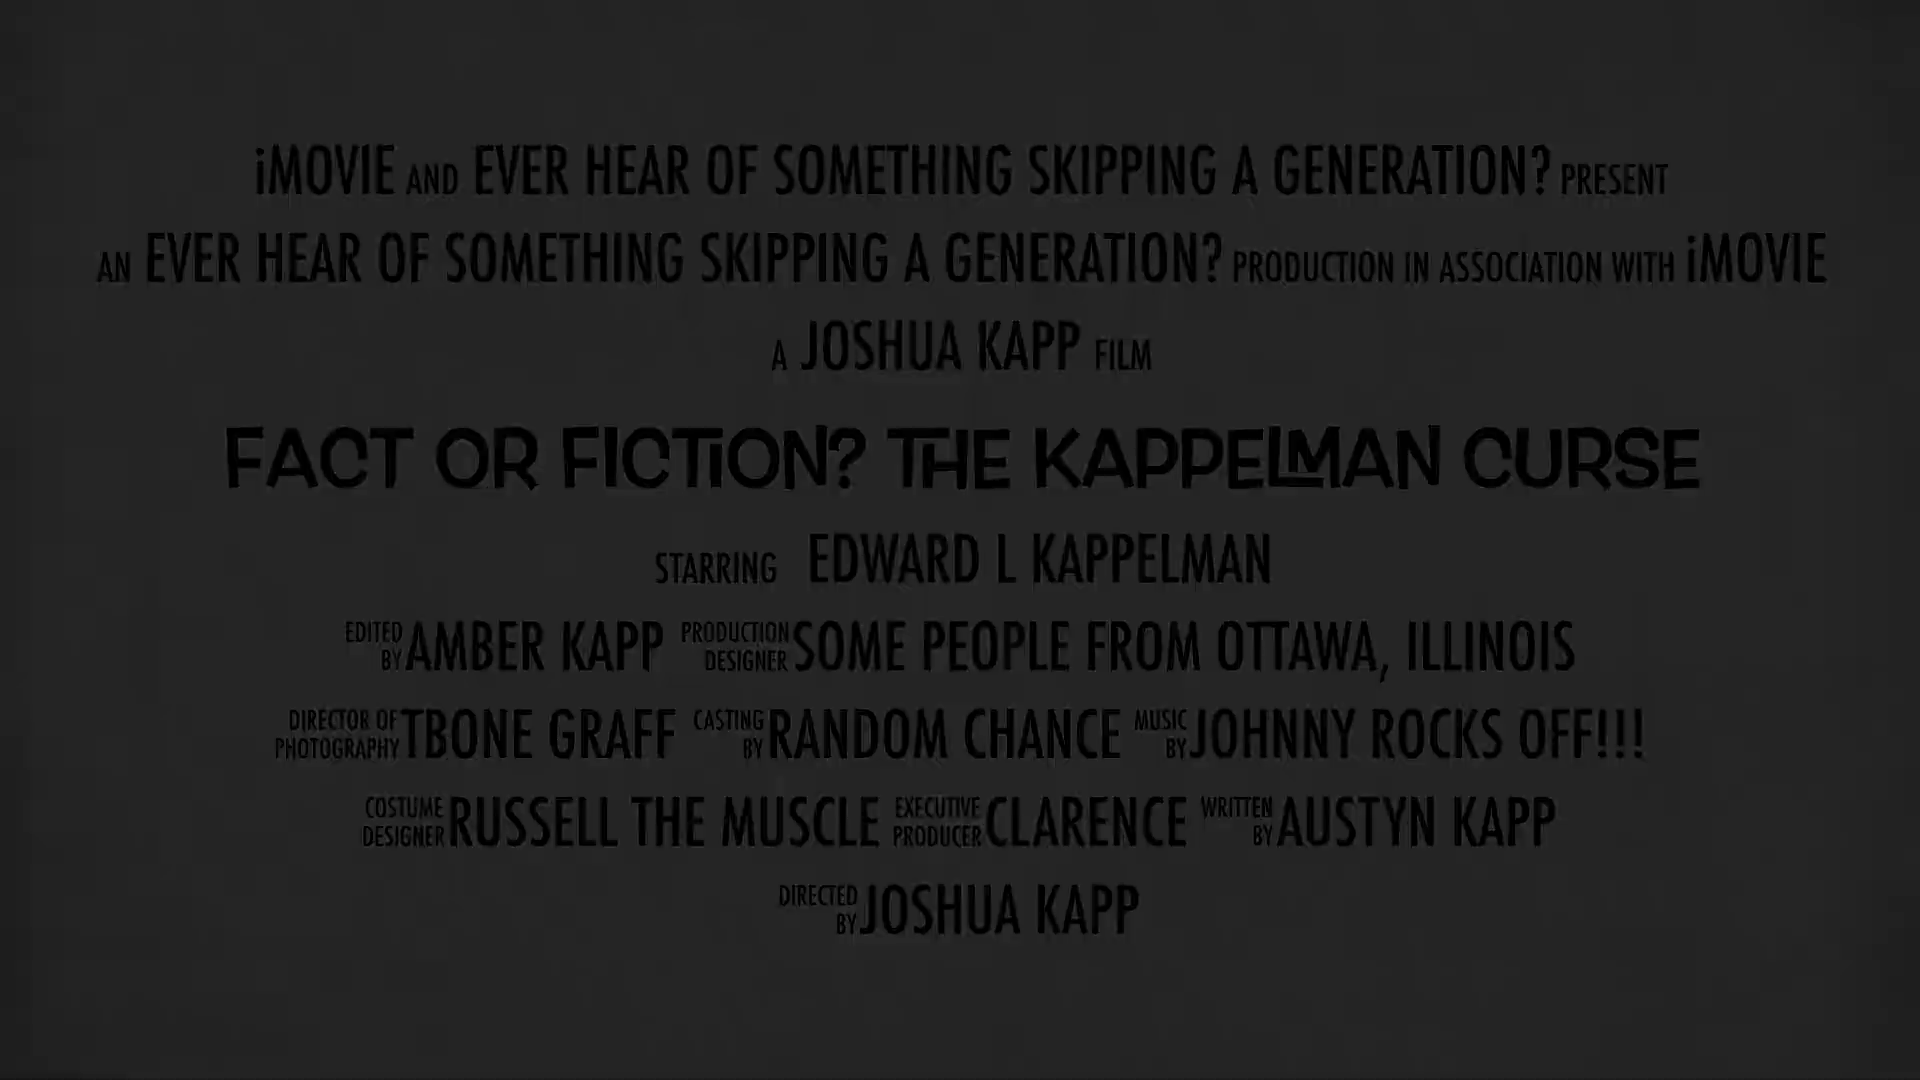 iMOVIE AND EVER HEAR OF SOMETHING SKIPPING A GENERATION? PRESENT
AN EVER HEAR OF SOMETHING SKIPPING A GENERATION? PRODUCTION IN ASSOCIATION WITH iMOVIE
A JOSHUA KAPP FILM
FACT OR FICTION? THE KAPPELMAN CURSE
STARRING EDWARD L KAPPELMAN
EDITED BY AMBER KAPP PRODUCTION DESIGNER SOME PEOPLE FROM OTTAWA, ILLINOIS
DIRECTOR OF PHOTOGRAPHY TBONE GRAFF CASTING BY RANDOM CHANCE MUSIC BY JOHNNY ROCKS OFF!!!
COSTUME DESIGNER RUSSELL THE MUSCLE EXECUTIVE PRODUCER CLARENCE WRITTEN BY AUSTYN KAPP
DIRECTED BY JOSHUA KAPP